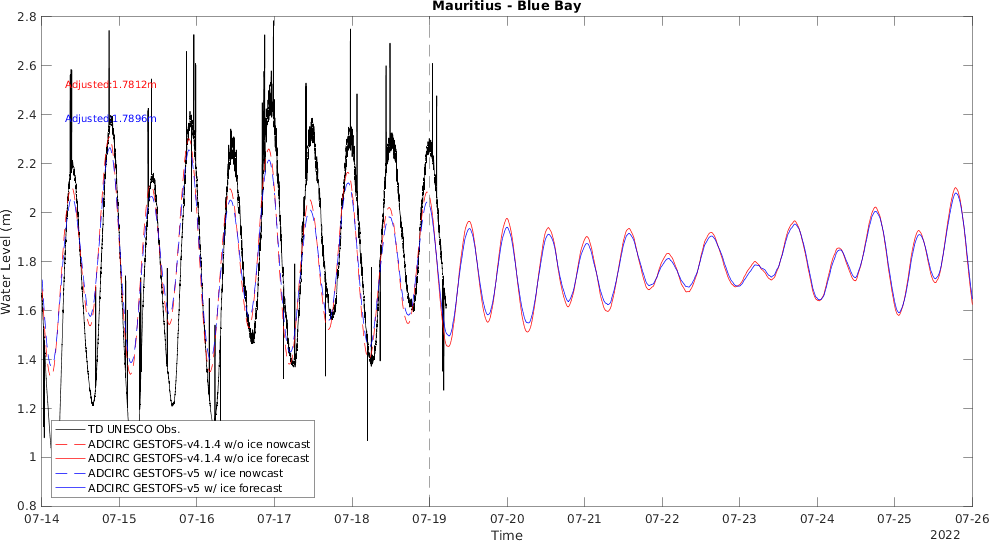 Mauritius - Blue Bay
Water Level (m)
2.8
2.6
2.4
2.2
2
1.8
1.6
1.4
1.2
1
0.8
Adjusted:1.7812m
Adjusted:1.7896m
TD UNESCO Obs.
ADCIRC GESTOFS-v4.1.4 w/o ice nowcast
ADCIRC GESTOFS-v4.1.4 w/o ice forecast
ADCIRC GESTOFS-v5 w/ ice nowcast
ADCIRC GESTOFS-v5 w/ ice forecast
07-14 07-15 07-16 07-17 07-18 07-19 07-20 07-21 07-22 07-23 07-24 07-25 07-26
Time
2022